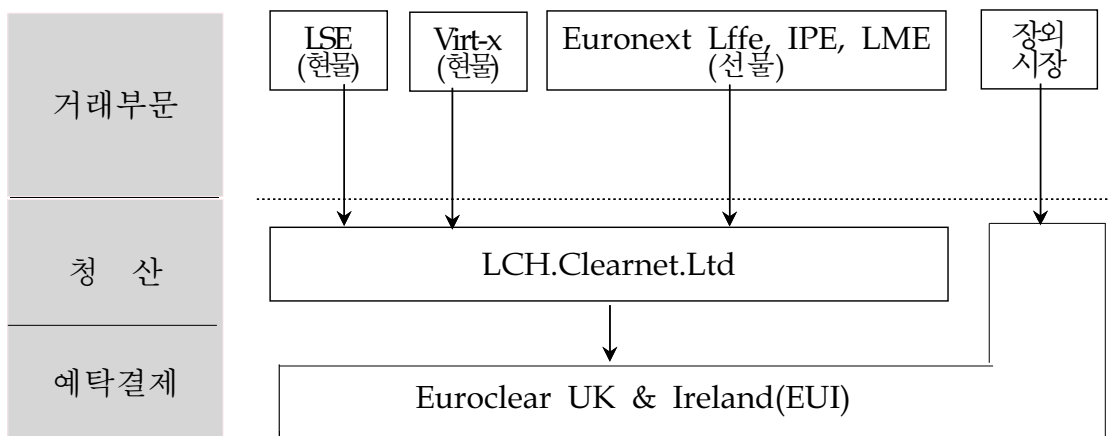 거래부문
LSE
(현물)
Virt-x
(현물)
Euronext Lffe, IPE, LME
(선물)
장외
시장
청 산
LCH.Clearnet.Ltd
예탁결제
Euroclear UK & Ireland(EUI)